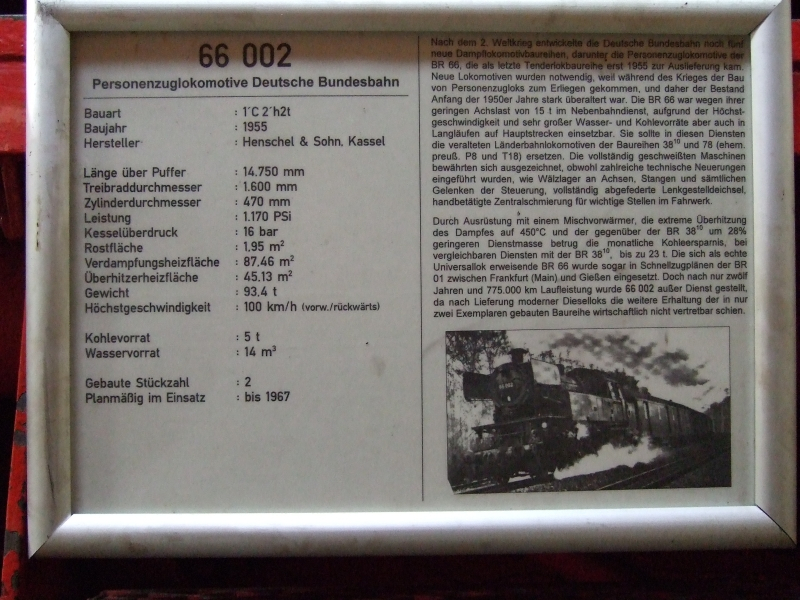 66 002
Personenzuglokomotive Deutsche Bundesbahn
Bauart : 1´C 2´h2t
Baujahr : 1955
Hersteller : Henschel & Sohn, Kassel
Länge über Puffer : 14.750 mm
Treibraddurchmesser : 1.600 mm
Zylinderdurchmesser : 470 mm
Leistung : 1.170 PSi
Kesselüberdruck : 16 bar
Rostfläche : 1,95 m²
Verdampfungsheizfläche : 87,46 m²
Überhitzerheizfläche : 45,13 m²
Gewicht : 93,4 t
Höchstgeschwindigkeit : 100 km/h (vorw./rückwärts)
Kohlevorrat : 5 t
Wasservorrat : 14 m³
Gebaute Stückzahl : 2
Planmäßig im Einsatz : bis 1967
Nach dem 2. Weltkrieg entwickelte die Deutsche Bundesbahn noch fünf
neue Dampflokomotivbaureihen, darunter die Personenzuglokomotive der
BR 66, die als letzte Tenderlokbaureihe erst 1955 zur Auslieferung kam.
Neue Lokomotiven wurden notwendig, weil während des Krieges der Bau
von Personenzugloks zum Erliegen gekommen, und daher der Bestand
Anfang der 1950er Jahre stark überaltert war. Die BR 66 war wegen ihrer
geringen Achslast von 15 t im Nebenbahndienst, aufgrund der Höchst-
geschwindigkeit und sehr großer Wasser- und Kohlevorräte aber auch in
Langläufen auf Hauptstrecken einsetzbar. Sie sollte in diesen Diensten
die veralteten Länderbahnlokomotiven der Baureihen 38¹⁰ und 78 (ehem.
preuß. P8 und T18) ersetzen. Die vollständig geschweißten Maschinen
bewährten sich ausgezeichnet, obwohl zahlreiche technische Neuerungen
eingeführt wurden, wie Wälzlager an Achsen, Stangen und sämtlichen
Gelenken der Steuerung, vollständig abgefederte Lenkgestelldeichsel,
handbetätigte Zentralschmierung für wichtige Stellen im Fahrwerk.
Durch Ausrüstung mit einem Mischvorwärmer, die extreme Überhitzung
des Dampfes auf 450°C und der gegenüber der BR 38¹⁰ um 28%
geringeren Dienstmasse betrug die monatliche Kohleersparnis, bei
vergleichbaren Diensten mit der BR 38¹⁰, bis zu 23 t. Die sich als echte
Universallok erweisende BR 66 wurde sogar in Schnellzugplänen der BR
01 zwischen Frankfurt (Main) und Gießen eingesetzt. Doch nach nur zwölf
Jahren und 775.000 km Laufleistung wurde 66 002 außer Dienst gestellt,
da nach Lieferung moderner Dieselloks die weitere Erhaltung der in nur
zwei Exemplaren gebauten Baureihe wirtschaftlich nicht vertretbar schien.
66 002